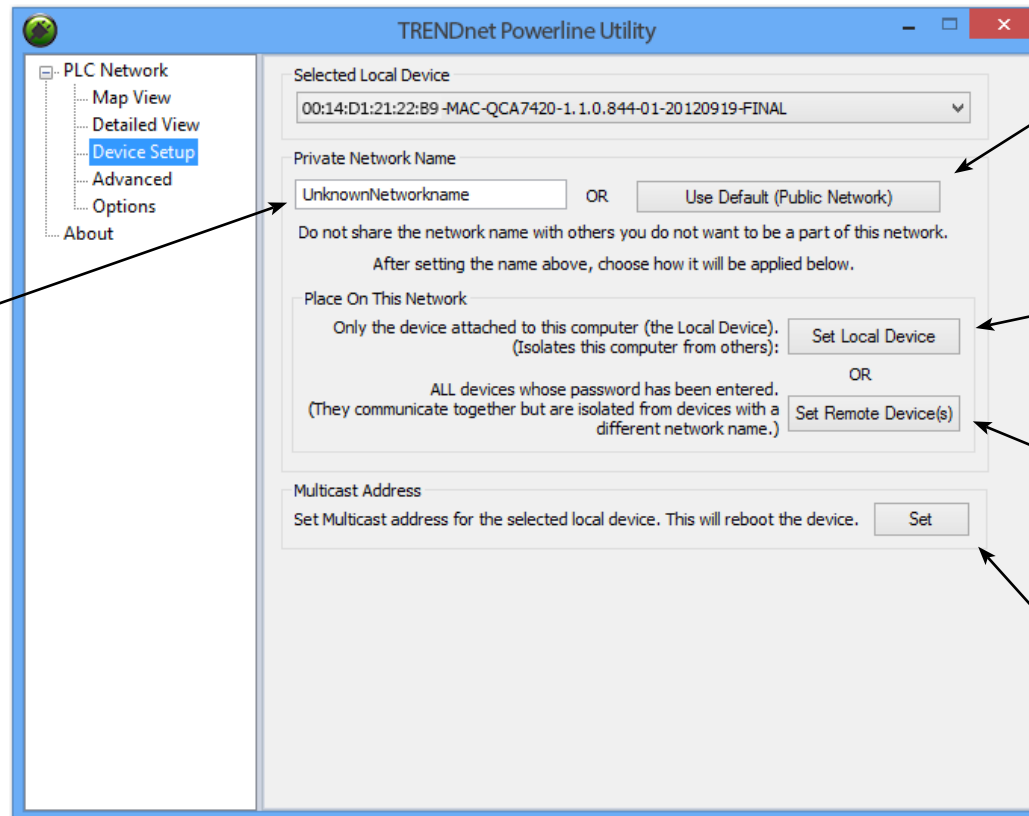 TRENDnet Powerline Utility
PLC Network
Map View
Detailed View
Device Setup
Advanced
Options
About
Selected Local Device
00:14:D1:21:22:B9 -MAC-QCA7420-1.1.0.844-01-20120919-FINAL
Private Network Name
UnknownNetworkname OR Use Default (Public Network)
Do not share the network name with others you do not want to be a part of this network.
After setting the name above, choose how it will be applied below.
Place On This Network
Only the device attached to this computer (the Local Device).
(Isolates this computer from others):
Set Local Device
OR
ALL devices whose password has been entered.
(They communicate together but are isolated from devices with a
different network name.)
Set Remote Device(s)
Multicast Address
Set Multicast address for the selected local device. This will reboot the device. Set